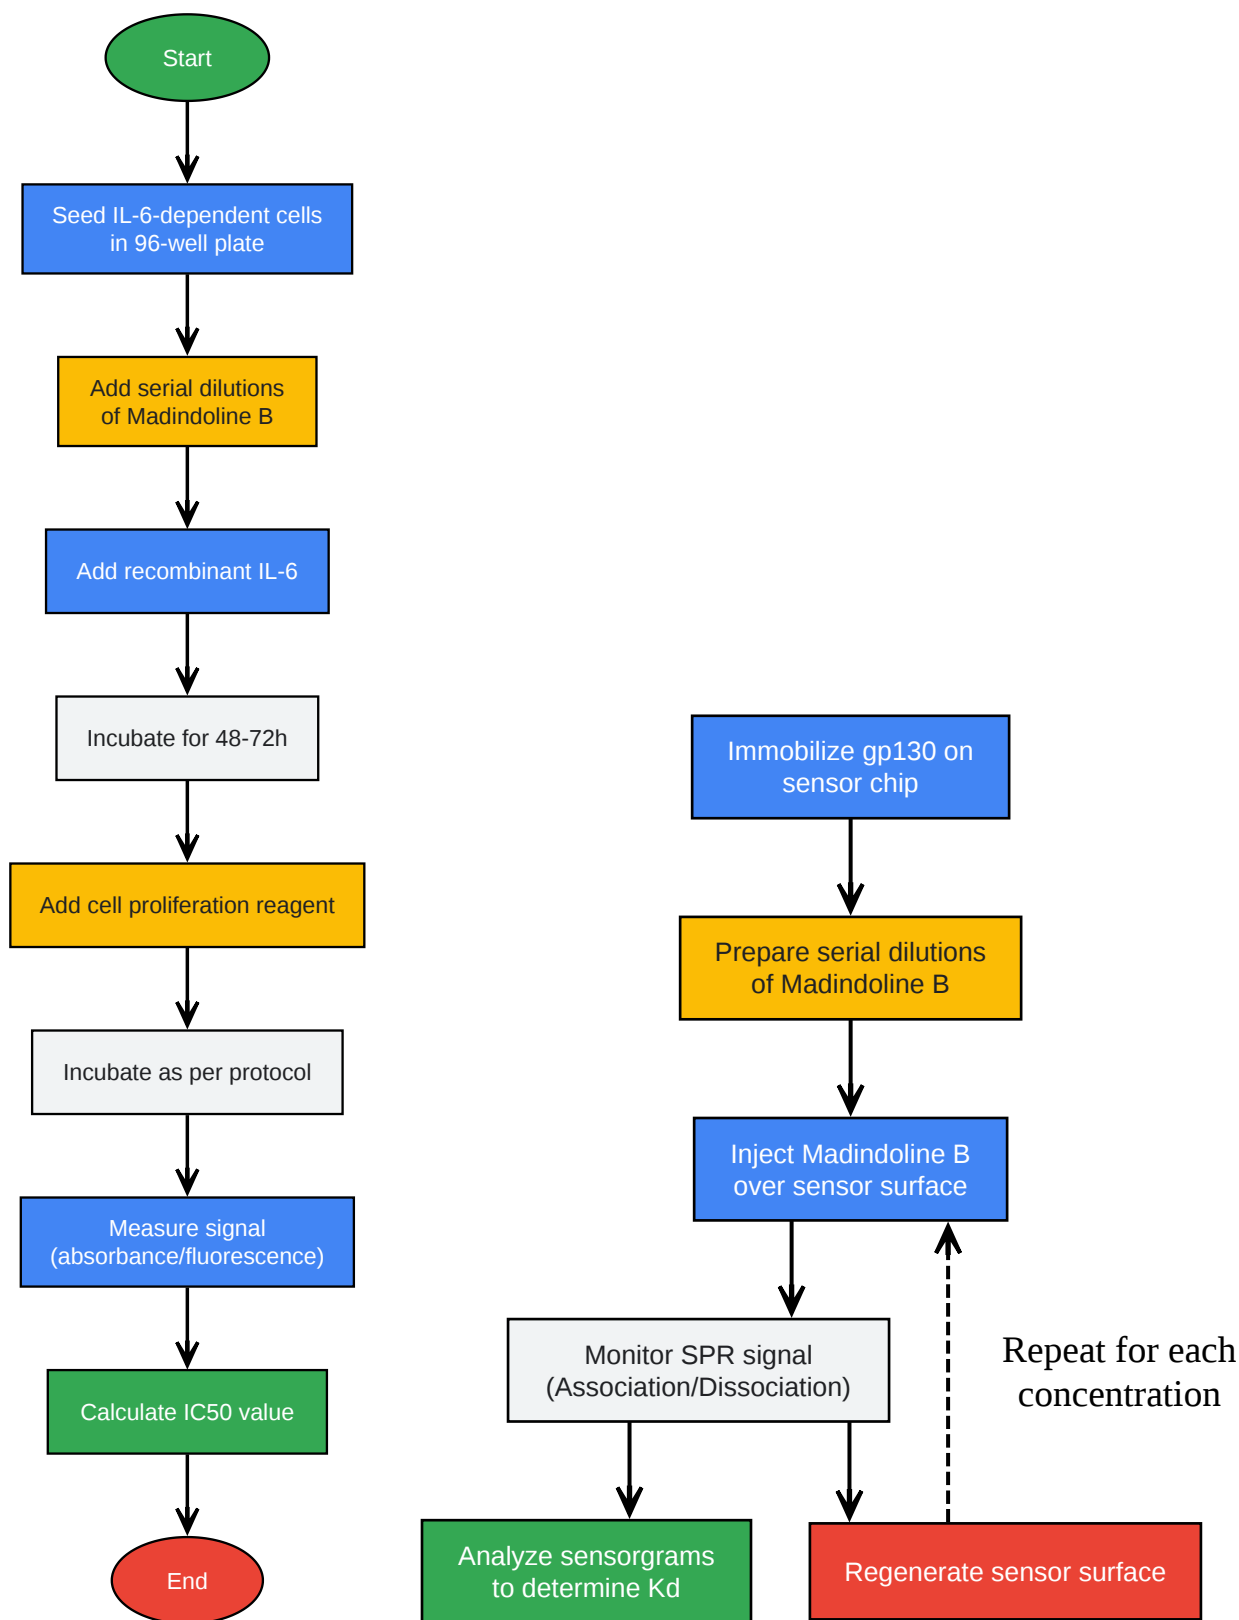 Start
Seed IL-6-dependent cells
in 96-well plate
Add serial dilutions
of Madindoline B
Add recombinant IL-6
Incubate for 48-72h
Add cell proliferation reagent
Incubate as per protocol
Measure signal
(absorbance/fluorescence)
Calculate IC50 value
End
Immobilize gp130 on
sensor chip
Prepare serial dilutions
of Madindoline B
Inject Madindoline B
over sensor surface
Monitor SPR signal
(Association/Dissociation)
Repeat for each
concentration
Analyze sensorgrams
to determine Kd
Regenerate sensor surface